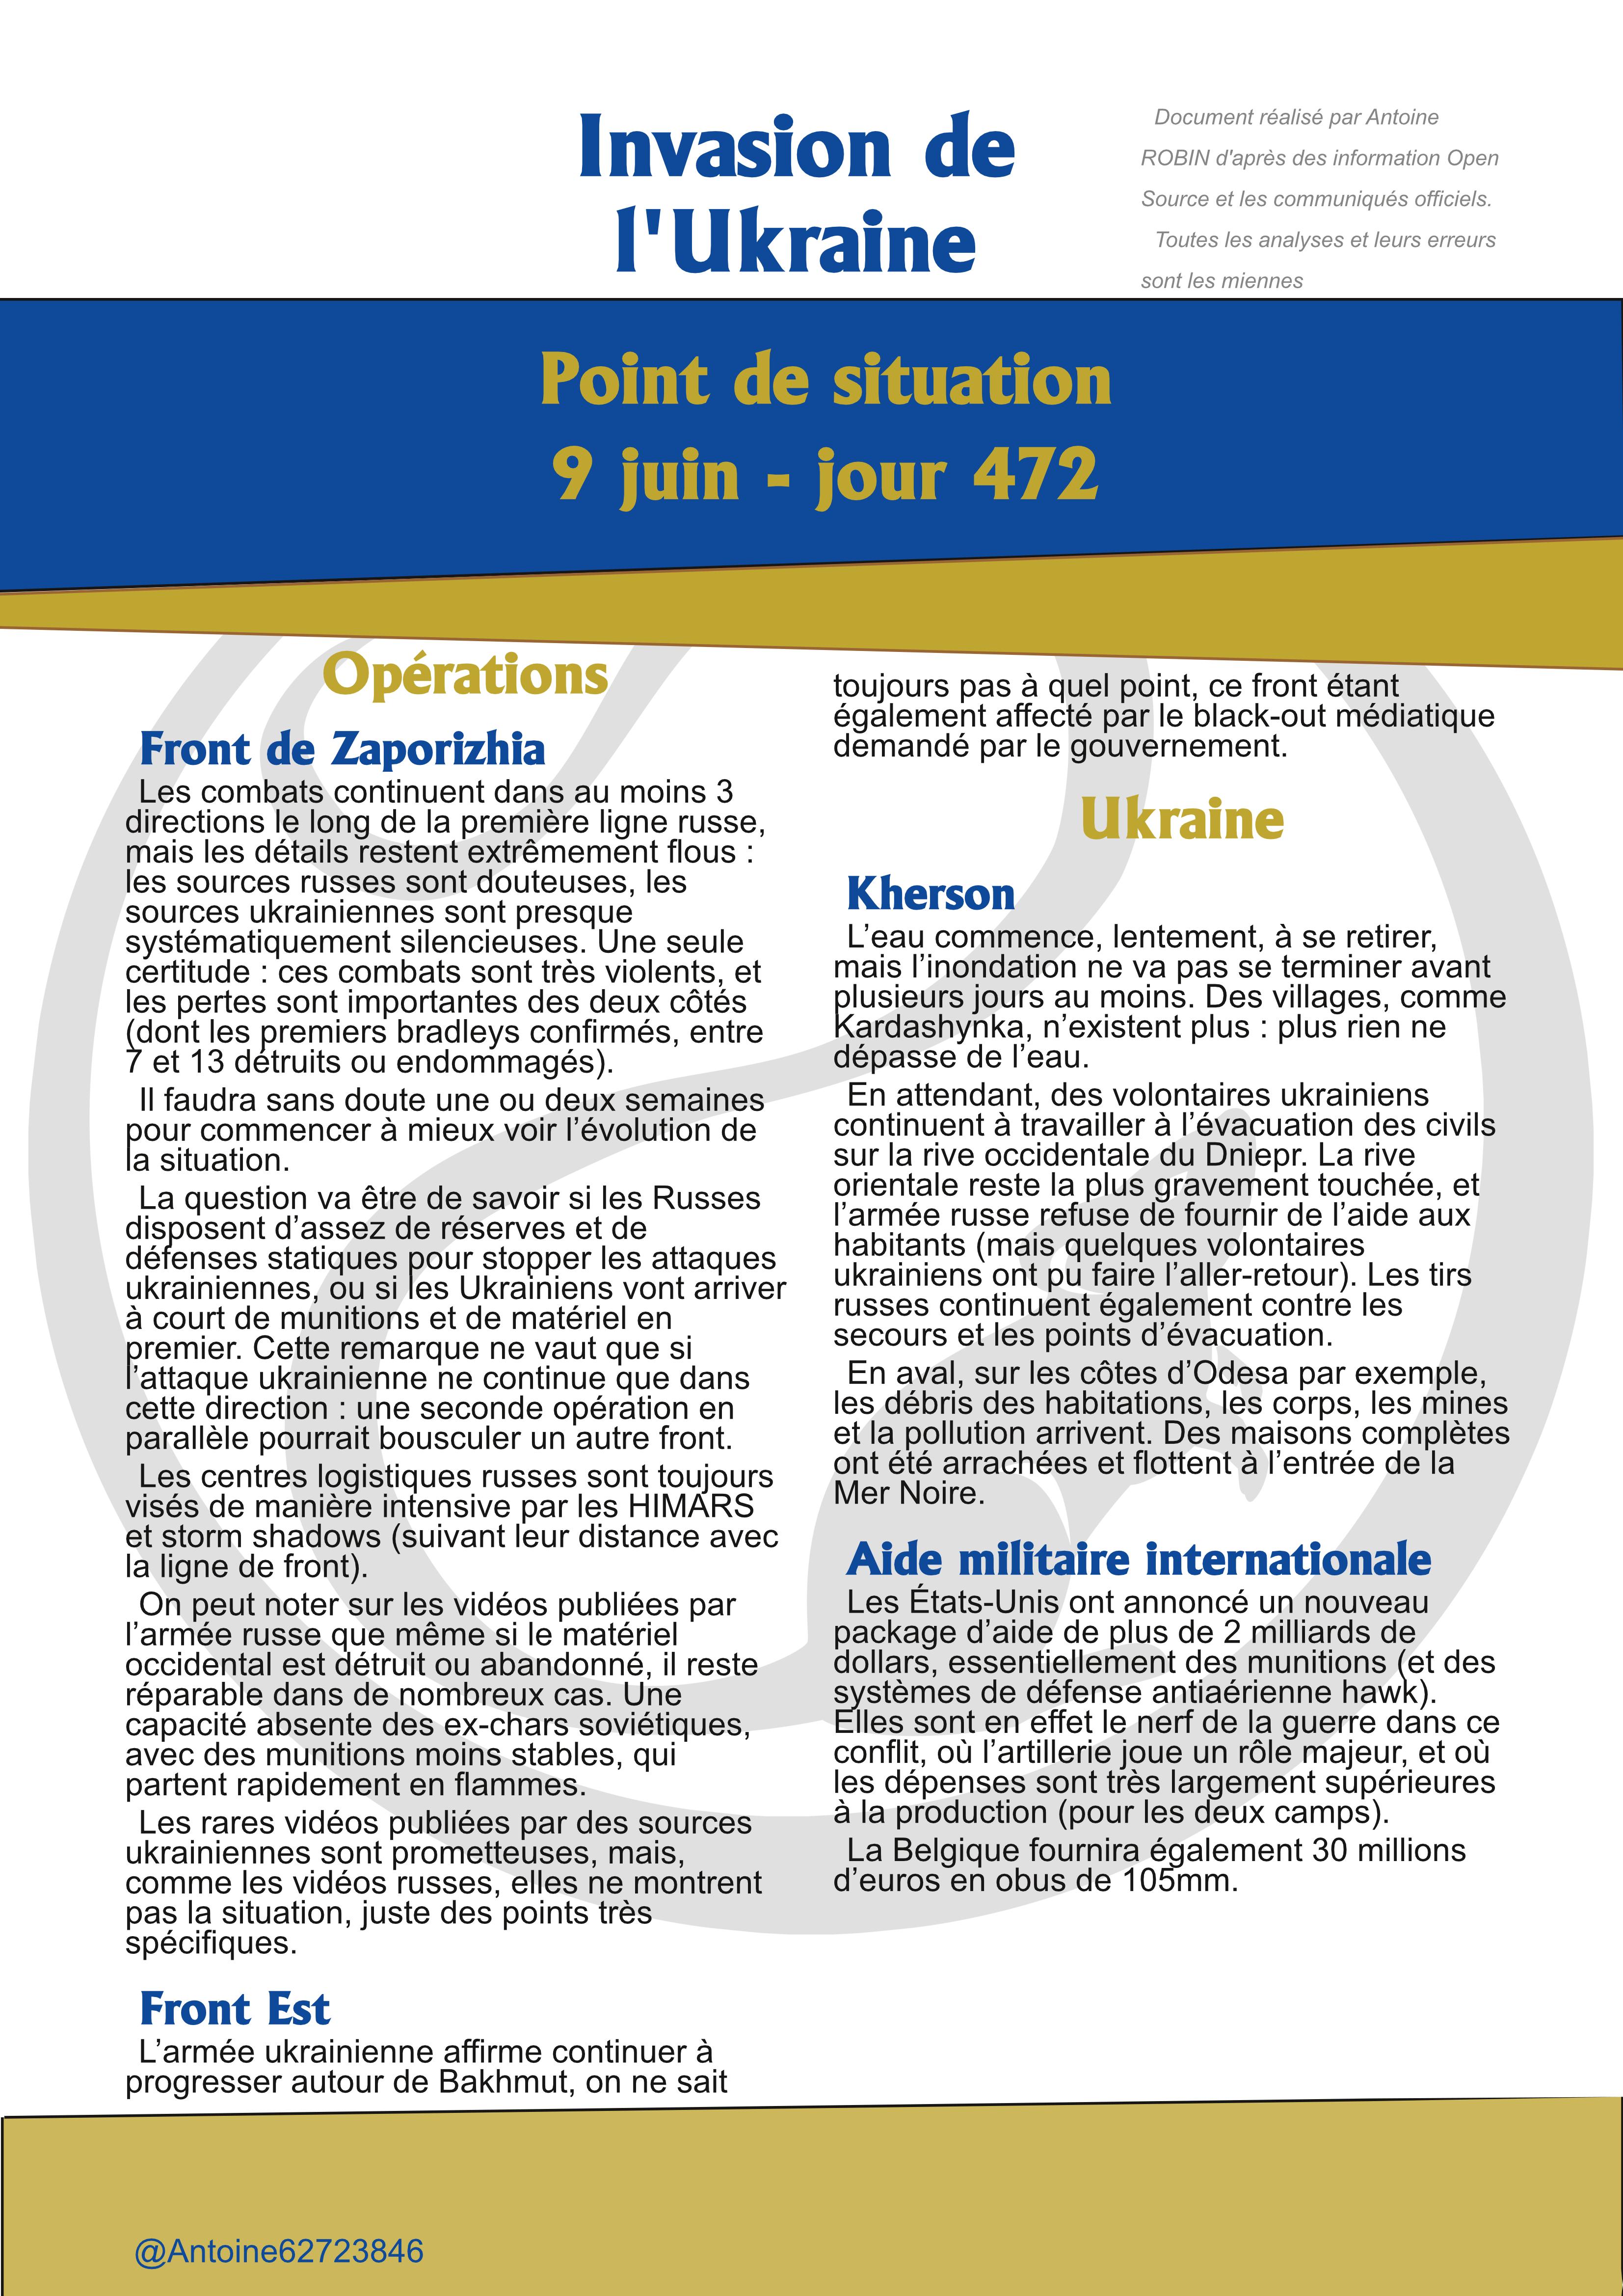 Invasion de
l'Ukraine
Document réalisé par Antoine
ROBIN d'après des information Open
Source et les communiqués officiels.
Toutes les analyses et leurs erreurs
sont les miennes
Point de situation
9 juin - jour 472
Opérations
Front de Zaporizhia
Les combats continuent dans au moins 3
directions le long de la première ligne russe,
mais les détails restent extrêmement flous :
les sources russes sont douteuses, les
sources ukrainiennes sont presque
systématiquement silencieuses. Une seule
certitude : ces combats sont très violents, et
les pertes sont importantes des deux côtés
(dont les premiers bradleys confirmés, entre
7 et 13 détruits ou endommagés).
Il faudra sans doute une ou deux semaines
pour commencer à mieux voir l’évolution de
la situation.
La question va être de savoir si les Russes
disposent d’assez de réserves et de
défenses statiques pour stopper les attaques
ukrainiennes, ou si les Ukrainiens vont arriver
à court de munitions et de matériel en
premier. Cette remarque ne vaut que si
l’attaque ukrainienne ne continue que dans
cette direction : une seconde opération en
parallèle pourrait bousculer un autre front.
Les centres logistiques russes sont toujours
visés de manière intensive par les HIMARS
et storm shadows (suivant leur distance avec
la ligne de front).
On peut noter sur les vidéos publiées par
l’armée russe que même si le matériel
occidental est détruit ou abandonné, il reste
réparable dans de nombreux cas. Une
capacité absente des ex-chars soviétiques,
avec des munitions moins stables, qui
partent rapidement en flammes.
Les rares vidéos publiées par des sources
ukrainiennes sont prometteuses, mais,
comme les vidéos russes, elles ne montrent
pas la situation, juste des points très
spécifiques.
Front Est
L’armée ukrainienne affirme continuer à
progresser autour de Bakhmut, on ne sait
toujours pas à quel point, ce front étant
également affecté par le black-out médiatique
demandé par le gouvernement.
Ukraine
Kherson
L’eau commence, lentement, à se retirer,
mais l’inondation ne va pas se terminer avant
plusieurs jours au moins. Des villages, comme
Kardashynka, n’existent plus : plus rien ne
dépasse de l’eau.
En attendant, des volontaires ukrainiens
continuent à travailler à l’évacuation des civils
sur la rive occidentale du Dniepr. La rive
orientale reste la plus gravement touchée, et
l’armée russe refuse de fournir de l’aide aux
habitants (mais quelques volontaires
ukrainiens ont pu faire l’aller-retour). Les tirs
russes continuent également contre les
secours et les points d’évacuation.
En aval, sur les côtes d’Odesa par exemple,
les débris des habitations, les corps, les mines
et la pollution arrivent. Des maisons complètes
ont été arrachées et flottent à l’entrée de la
Mer Noire.
Aide militaire internationale
Les États-Unis ont annoncé un nouveau
package d’aide de plus de 2 milliards de
dollars, essentiellement des munitions (et des
systèmes de défense antiaérienne hawk).
Elles sont en effet le nerf de la guerre dans ce
conflit, où l’artillerie joue un rôle majeur, et où
les dépenses sont très largement supérieures
à la production (pour les deux camps).
La Belgique fournira également 30 millions
d’euros en obus de 105mm.
@Antoine62723846